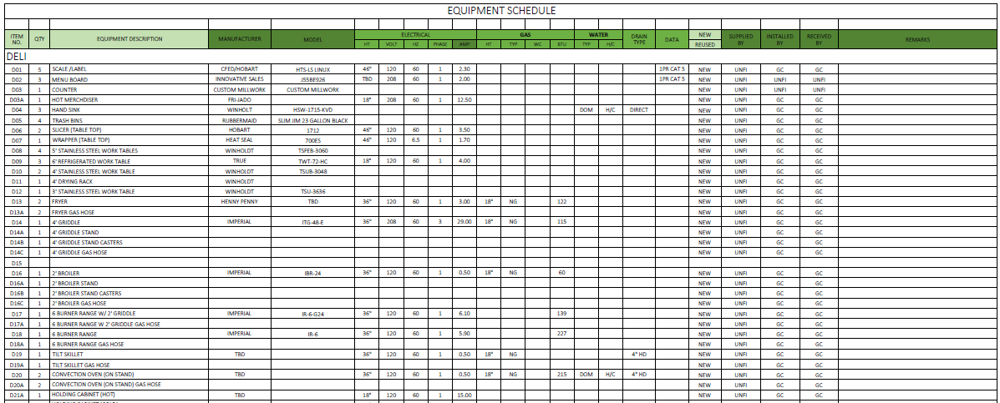 EQUIPMENT SCHEDULE
ITEM NO. QTY EQUIPMENT DESCRIPTION MANUFACTURER MODEL ELECTRICAL GAS WATER DRAIN TYPE DATA NEW REUSED SUPPLIED BY INSTALLED BY RECEIVED BY REMARKS
HT VOLT HZ PHASE AMP HT TYP WC BTU TYP H/C
DELI
D01 5 SCALE /LABEL CFED/HOBART HTS-LS LINUX 46" 120 60 1 2.30 1PR CAT 5 NEW UNFI GC GC
D02 3 MENU BOARD INNOVATIVE SALES J55BE926 TBD 208 60 1 2.00 1PR CAT 5 NEW UNFI UNFI UNFI
D03 1 COUNTER CUSTOM MILLWORK CUSTOM MILLWORK NEW UNFI UNFI UNFI
D03A 1 HOT MERCHDISER FRI-JADO 18" 208 60 1 12.50 NEW UNFI GC GC
D04 3 HAND SINK WINHOLT HSW-1715-KVD DOM H/C DIRECT NEW UNFI GC GC
D05 4 TRASH BINS RUBBERMAID SLIM JIM 23 GALLON BLACK NEW UNFI GC GC
D06 2 SLICER (TABLE TOP) HOBART 1712 46" 120 60 1 3.50 NEW UNFI GC GC
D07 1 WRAPPER (TABLE TOP) HEAT SEAL 700ES 46" 120 6.5 1 1.70 NEW UNFI GC GC
D08 4 5' STAINLESS STEEL WORK TABLES WINHOLDT TSFEB-3060 NEW UNFI GC GC
D09 3 6' REFRIGERATED WORK TABLE TRUE TWT-72-HC 18" 120 60 1 4.00 NEW UNFI GC GC
D10 2 4' STAINLESS STEEL WORK TABLE WINHOLDT TSUB-3048 NEW UNFI GC GC
D11 1 4' DRYING RACK WINHOLDT NEW UNFI GC GC
D12 1 3' STAINLESS STEEL WORK TABLE WINHOLDT TSU-3636 NEW UNFI GC GC
D13 2 FRYER HENNY PENNY TBD 36" 120 60 1 3.00 18" NG 122 NEW UNFI GC GC
D13A 2 FRYER GAS HOSE NEW UNFI GC GC
D14 1 4' GRIDDLE IMPERIAL ITG-48-E 36" 208 60 3 29.00 18" NG 115 NEW UNFI GC GC
D14A 1 4' GRIDDLE STAND NEW UNFI GC GC
D14B 1 4' GRIDDLE STAND CASTERS NEW UNFI GC GC
D14C 1 4' GRIDDLE GAS HOSE NEW UNFI GC GC
D15
D16 1 2' BROILER IMPERIAL IBR-24 36" 120 60 1 0.50 18" NG 60 NEW UNFI GC GC
D16A 1 2' BROILER STAND NEW UNFI GC GC
D16B 1 2' BROILER STAND CASTERS NEW UNFI GC GC
D16C 1 2' BROILER GAS HOSE NEW UNFI GC GC
D17 1 6 BURNER RANGE W/ 2' GRIDDLE IMPERIAL IR-6-G24 36" 120 60 1 6.10 139 NEW UNFI GC GC
D17A 1 6 BURNER RANGE W 2' GRIDDLE GAS HOSE NEW UNFI GC GC
D18 1 6 BURNER RANGE IMPERIAL IR-6 36" 120 60 1 5.90 227 NEW UNFI GC GC
D18A 1 6 BURNER RANGE GAS HOSE NEW UNFI GC GC
D19 1 TILT SKILLET TBD 36" 120 60 1 0.50 18" NG 4" HD NEW UNFI GC GC
D19A 1 TILT SKILLET GAS HOSE NEW UNFI GC GC
D20 2 CONVECTION OVEN (ON STAND) TBD 36" 120 60 1 0.50 18" NG 215 DOM H/C 4" HD NEW UNFI GC GC
D20A 2 CONVECTION OVEN (ON STAND) GAS HOSE NEW UNFI GC GC
D21A 1 HOLDING CABINET (HOT) TBD 18" 120 60 1 15.00 NEW UNFI GC GC